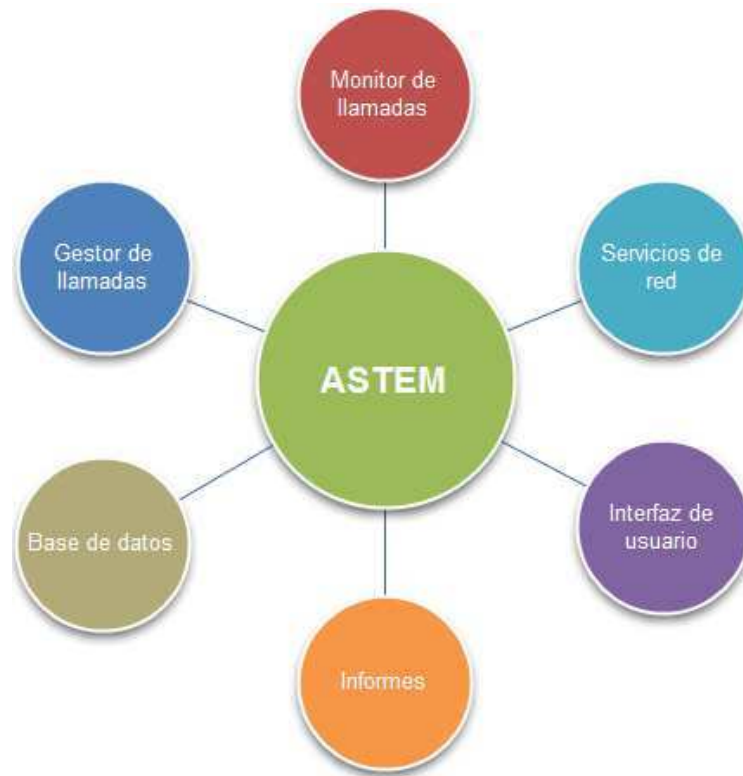 Monitor de
llamadas
Gestor de
llamadas
Servicios de
red
ASTEM
Base de datos
Interfaz de
usuario
Informes